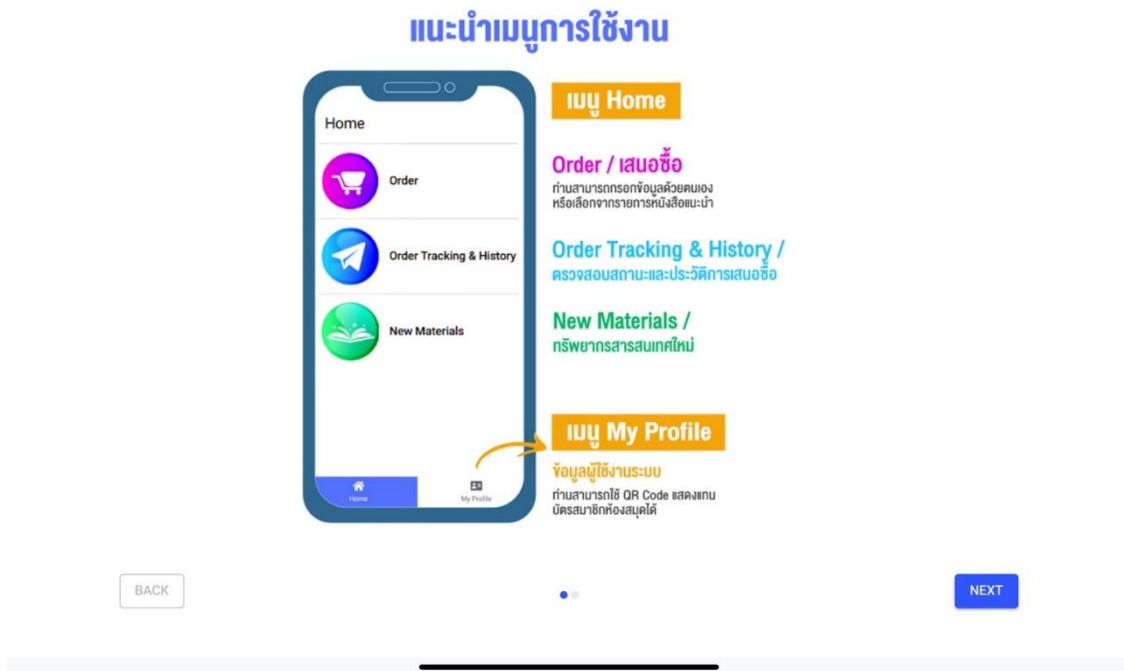 แนะนำเมนูการใช้งาน
Home
Order
Order Tracking & History
New Materials
Home
My Profile
เมนู Home
Order / เสนอซื้อ
ท่านสามารถกรอกข้อมูลด้วยตนเอง
หรือเลือกจากรายการหนังสือแนะนำ
Order Tracking & History /
ตรวจสอบสถานะและประวัติการเสนอซื้อ
New Materials /
ทรัพยากรสารสนเทศใหม่
เมนู My Profile
ข้อมูลผู้ใช้งานระบบ
ท่านสามารถใช้ QR Code แสดงแทน
บัตรสมาชิกห้องสมุดได้
BACK
NEXT